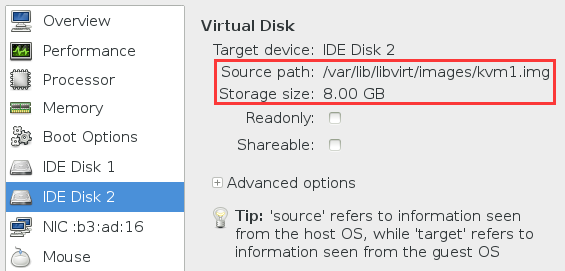 Overview
Performance
Processor
Memory
Boot Options
IDE Disk 1
IDE Disk 2
NIC :b3:ad:16
Mouse
Virtual Disk
Target device: IDE Disk 2
Source path: /var/lib/libvirt/images/kvm1.img
Storage size: 8.00 GB
Readonly:
Shareable:
Advanced options
Tip: 'source' refers to information seen
from the host OS, while 'target' refers to
information seen from the guest OS